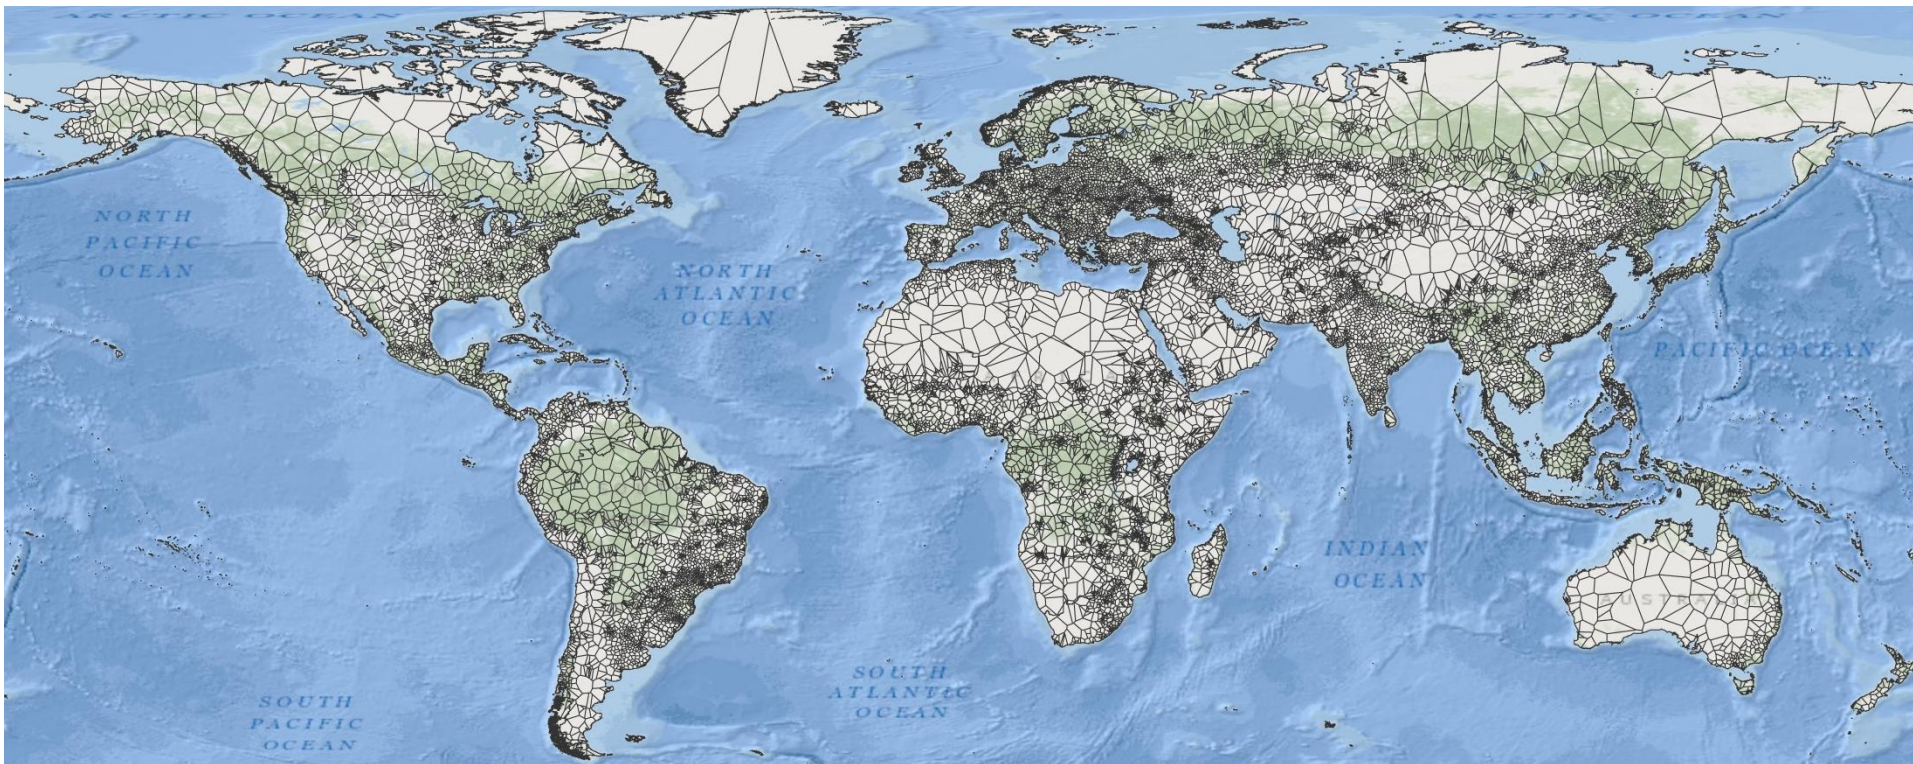 ARCTIC OCEAN
ARCTIC OCEAN
NORTH
PACIFIC
OCEAN
NORTH
ATLANTIC
OCEAN
PACIFIC OCEAN
INDIAN
OCEAN
AUSTRALIA
SOUTH
PACIFIC
OCEAN
SOUTH
ATLANTIC
OCEAN